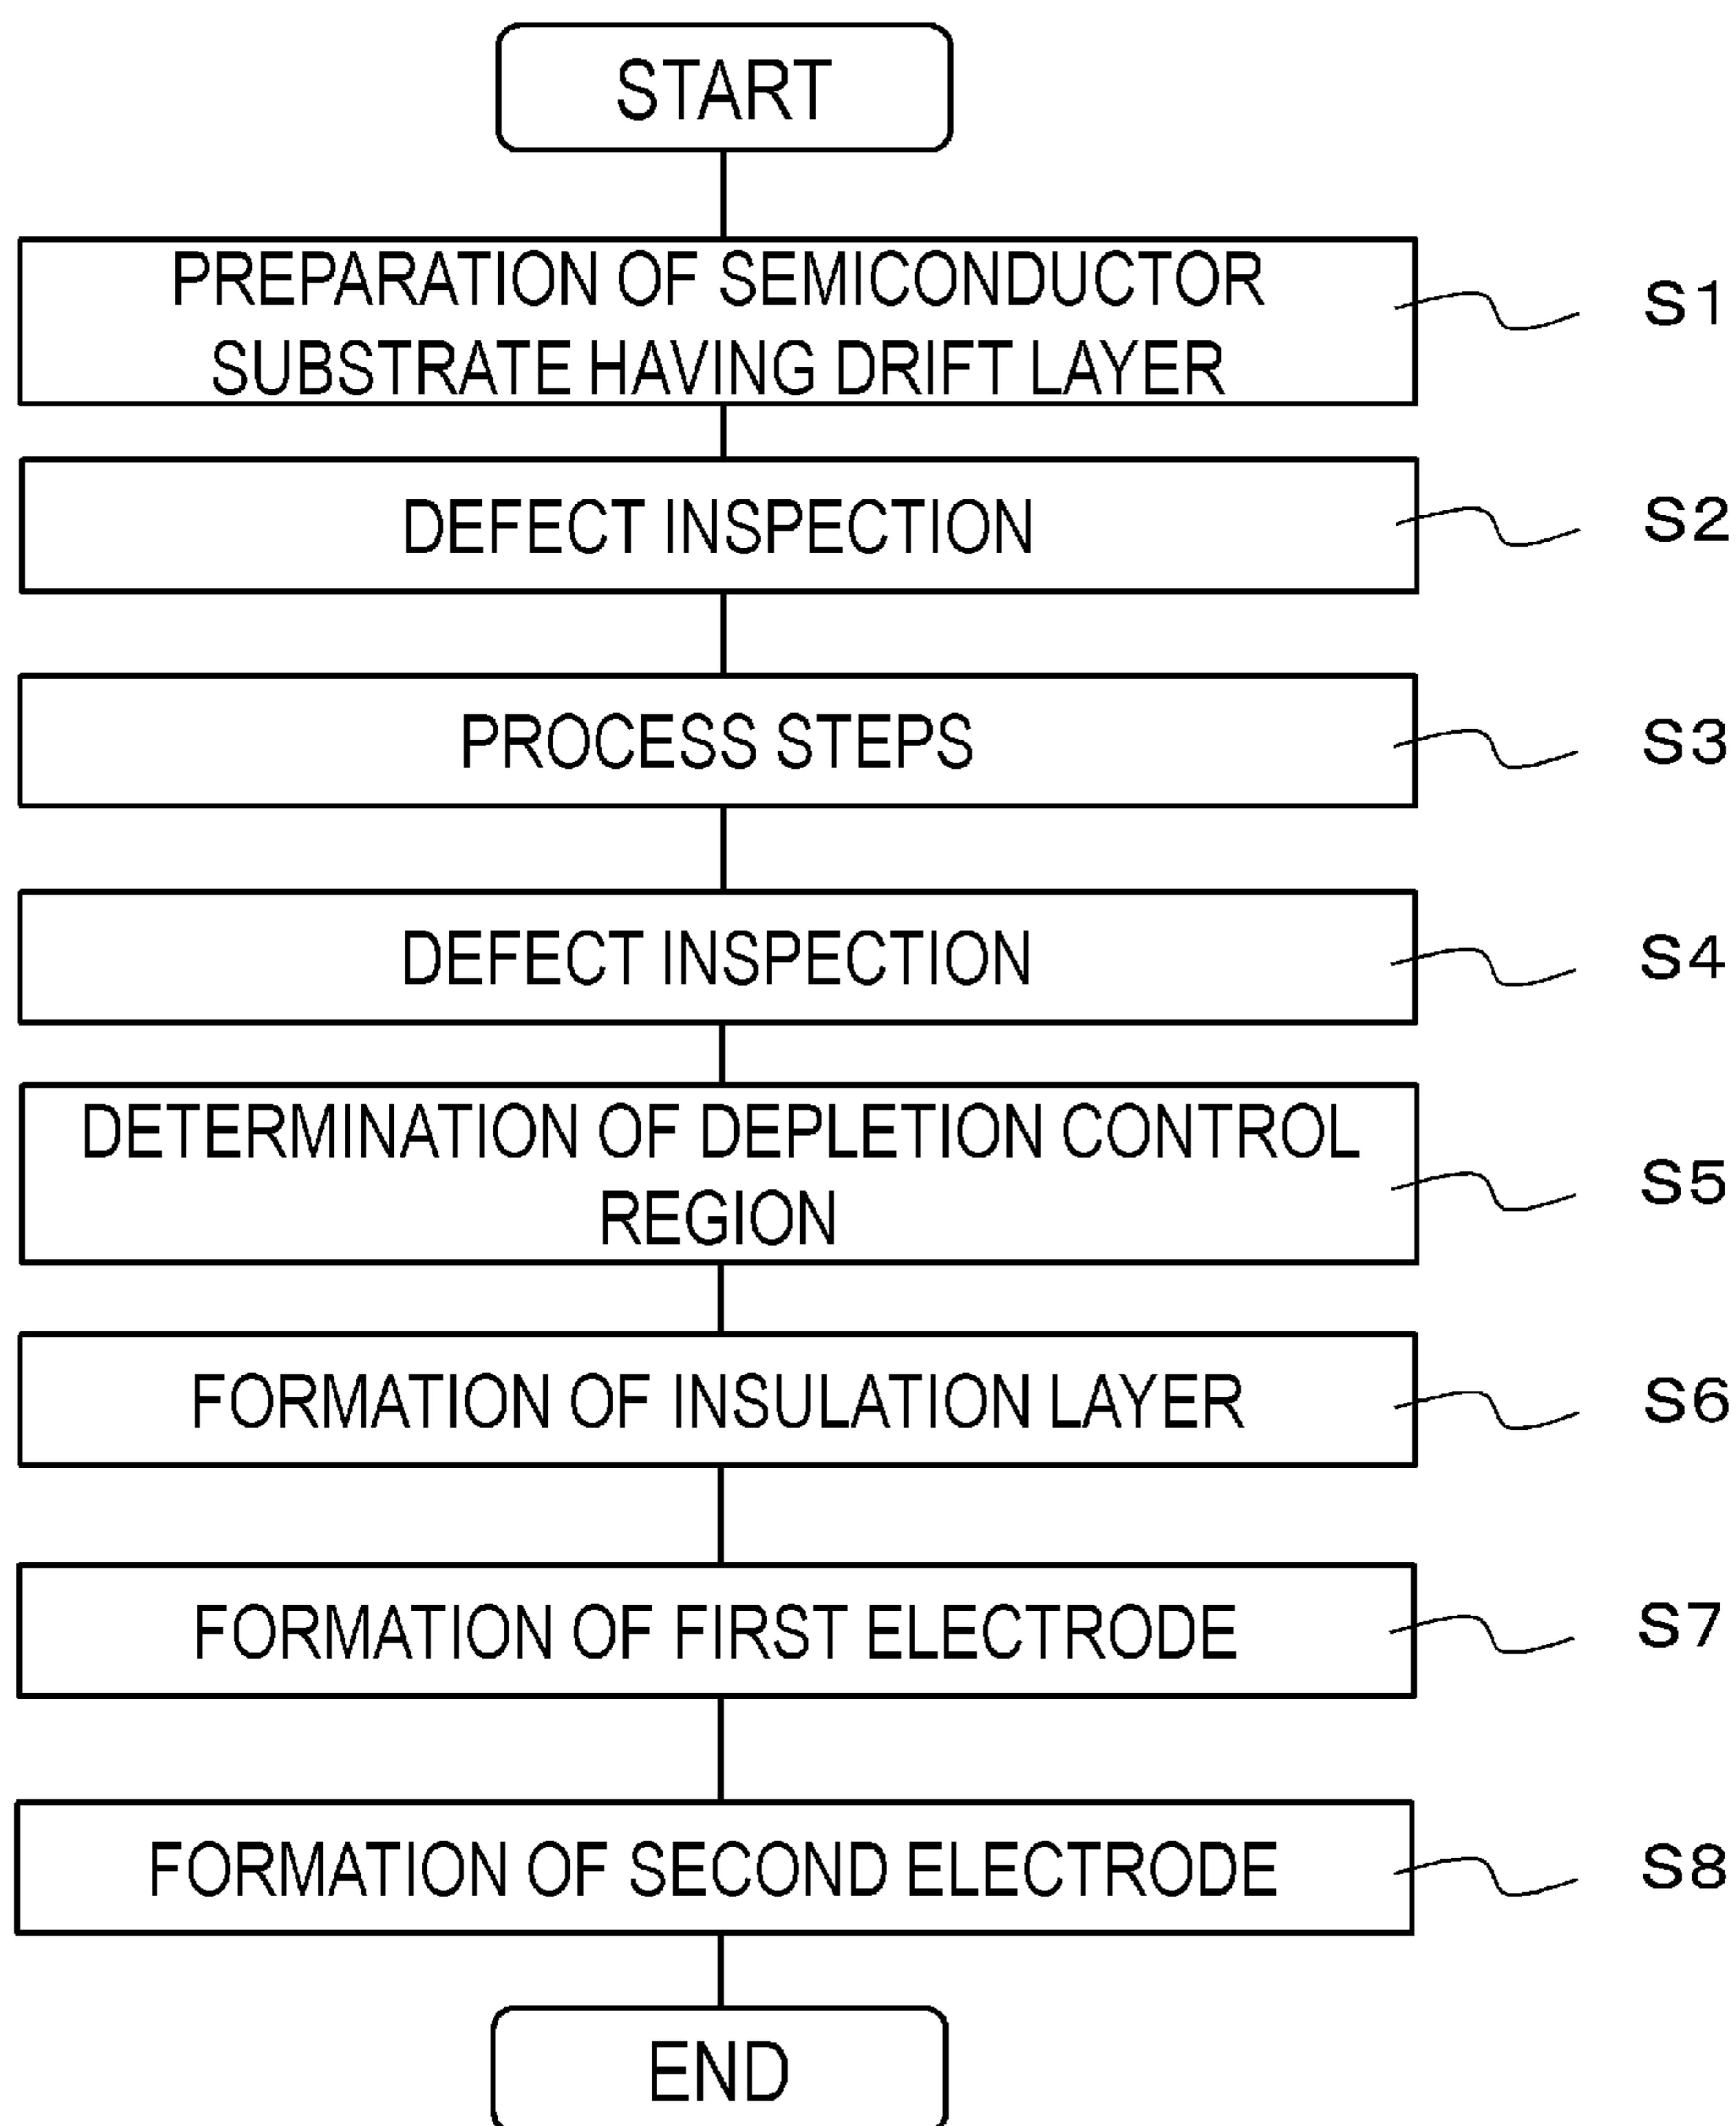 START
PREPARATION OF SEMICONDUCTOR
SUBSTRATE HAVING DRIFT LAYER
S1
DEFECT INSPECTION
S2
PROCESS STEPS
S3
DEFECT INSPECTION
S4
DETERMINATION OF DEPLETION CONTROL
REGION
S5
FORMATION OF INSULATION LAYER
S6
FORMATION OF FIRST ELECTRODE
S7
FORMATION OF SECOND ELECTRODE
S8
END